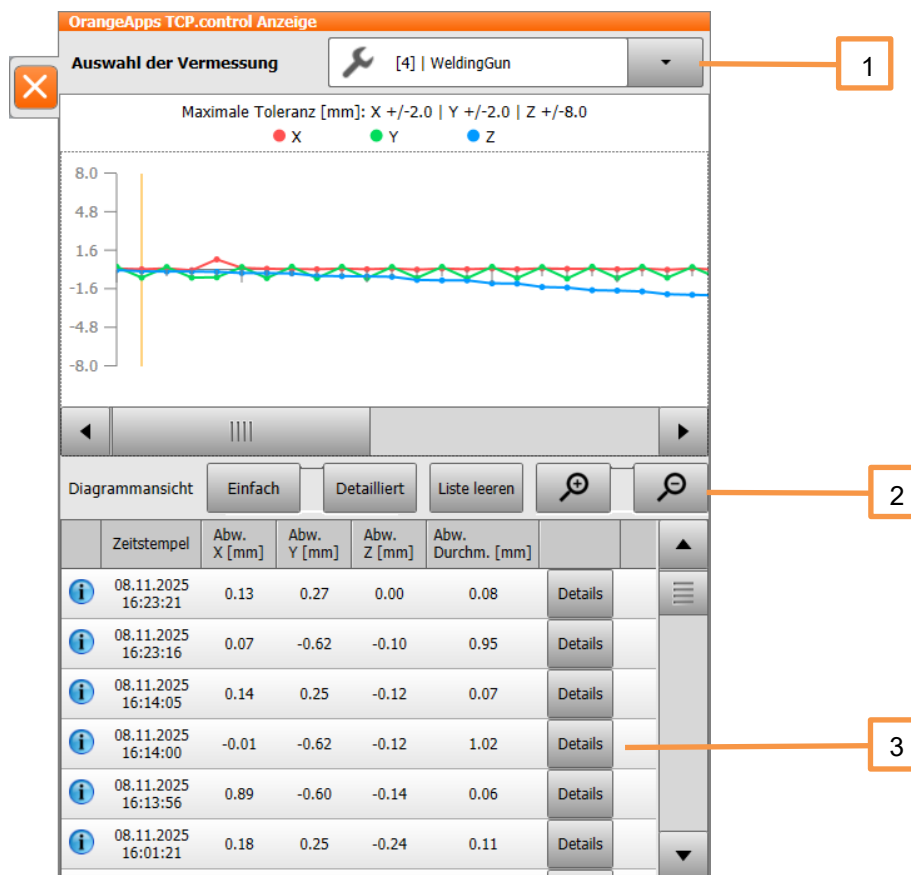 OrangeApps TCP.control Anzeige
Auswahl der Vermessung
[4] | WeldingGun
1
Maximale Toleranz [mm]: X +/-2.0 | Y +/-2.0 | Z +/-8.0
X Y Z
8.0
4.8
1.6
-1.6
-4.8
-8.0
Diagrammansicht Einfach Detailliert Liste leeren
2
Zeitstempel Abw. X [mm] Abw. Y [mm] Abw. Z [mm] Abw. Durchm. [mm]
08.11.2025 16:23:21 0.13 0.27 0.00 0.08 Details
08.11.2025 16:23:16 0.07 -0.62 -0.10 0.95 Details
08.11.2025 16:14:05 0.14 0.25 -0.12 0.07 Details
08.11.2025 16:14:00 -0.01 -0.62 -0.12 1.02 Details
3
08.11.2025 16:13:56 0.89 -0.60 -0.14 0.06 Details
08.11.2025 16:01:21 0.18 0.25 -0.24 0.11 Details